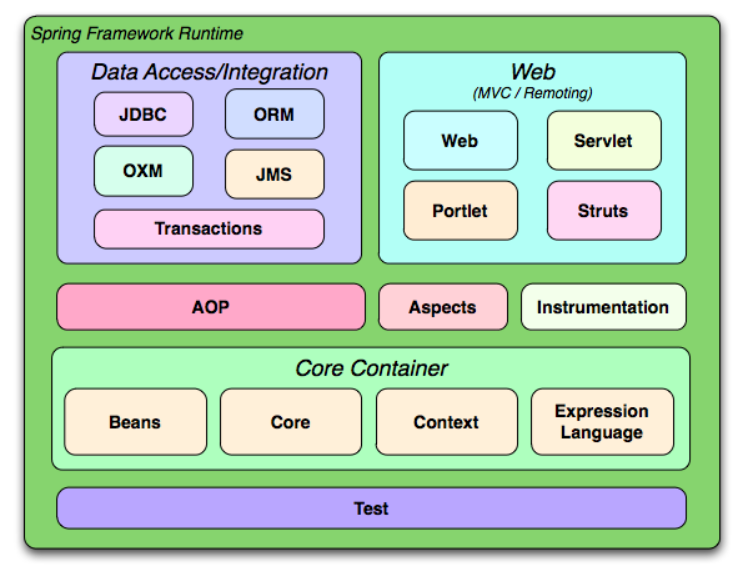 Spring Framework Runtime
Data Access/Integration
JDBC
ORM
OXM
JMS
Transactions
Web
(MVC / Remoting)
Web
Servlet
Portlet
Struts
AOP
Aspects
Instrumentation
Core Container
Beans
Core
Context
Expression
Language
Test